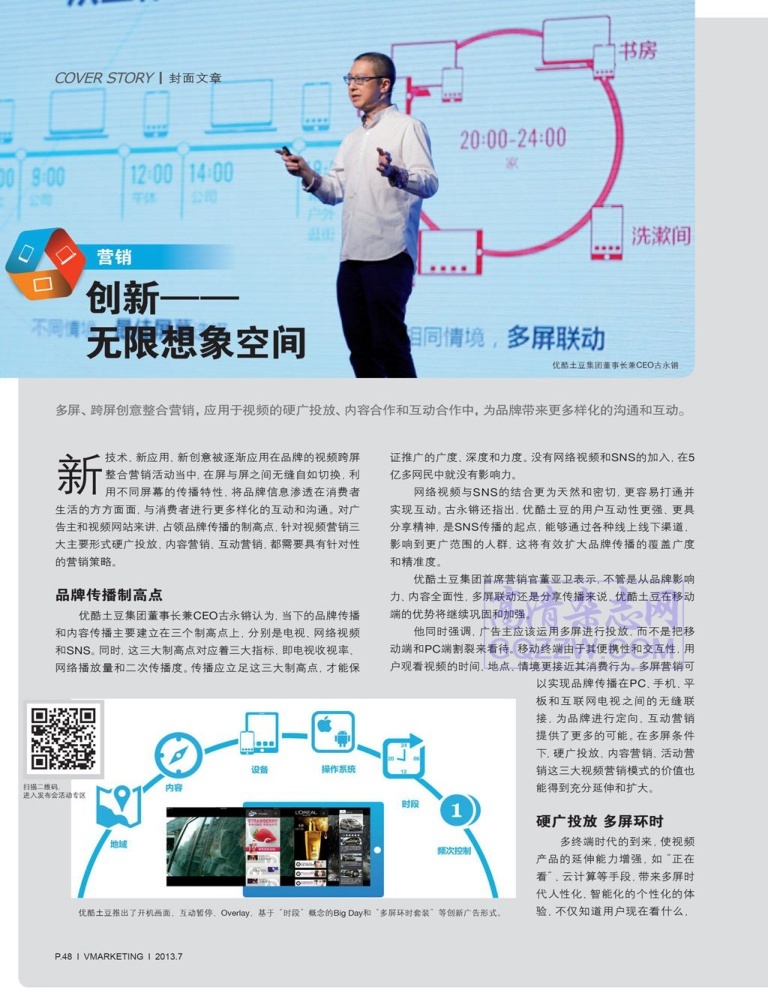 COVER STORY | 封面文章
书房
20:00-24:00
家
9:00
12:00
14:00
公司
午休
公司
户外
逛街
洗漱间
营销
创新——
无限想象空间
相同情境，多屏联动
优酷土豆集团董事长兼CEO古永锵
多屏、跨屏创意整合营销，应用于视频的硬广投放、内容合作和互动合作中，为品牌带来更多样化的沟通和互动。
新技术、新应用、新创意被逐渐应用在品牌的视频跨屏
整合营销活动当中，在屏与屏之间无缝自如切换，利
用不同屏幕的传播特性，将品牌信息渗透在消费者
生活的方方面面，与消费者进行更多样化的互动和沟通。对广
告主和视频网站来讲，占领品牌传播的制高点，针对视频营销三
大主要形式硬广投放、内容营销、互动营销，都需要具有针对性
的营销策略。
品牌传播制高点
优酷土豆集团董事长兼CEO古永锵认为，当下的品牌传播
和内容传播主要建立在三个制高点上，分别是电视、网络视频
和SNS。同时，这三大制高点对应着三大指标，即电视收视率、
网络播放量和二次传播度。传播应立足这三大制高点，才能保
证推广的广度、深度和力度。没有网络视频和SNS的加入，在5
亿多网民中就没有影响力。
网络视频与SNS的结合更为天然和密切，更容易打通并
实现互动。古永锵还指出，优酷土豆的用户互动性更强、更具
分享精神，是SNS传播的起点，能够通过各种线上线下渠道，
影响到更广范围的人群，这将有效扩大品牌传播的覆盖广度
和精准度。
优酷土豆集团首席营销官董亚卫表示，不管是从品牌影响
力、内容全面性，多屏联动还是分享传播来说，优酷土豆在移动
端的优势将继续巩固和加强。
他同时强调，广告主应该运用多屏进行投放，而不是把移
动端和PC端割裂来看待。移动终端由于其便携性和交互性，用
户观看视频的时间、地点、情境更接近其消费行为。多屏营销可
以实现品牌传播在PC、手机、平
板和互联网电视之间的无缝联
接，为品牌进行定向、互动营销
提供了更多的可能。在多屏条件
下，硬广投放、内容营销、活动营
销这三大视频营销模式的价值也
能得到充分延伸和扩大。
硬广投放 多屏环时
多终端时代的到来，使视频
产品的延伸能力增强，如“正在
看”、云计算等手段，带来多屏时
代人性化、智能化的个性化的体
验，不仅知道用户现在看什么，
高清杂志网
GQZZW.COM
扫描二维码，
进入发布会活动专区
地域
内容
设备
操作系统
时段
频次控制
24
06
12
1
L'OREAL
优酷土豆推出了开机画面、互动暂停、Overlay、基于“时段”概念的Big Day和“多屏环时套装”等创新广告形式。
P.48 I VMARKETING I 2013.7